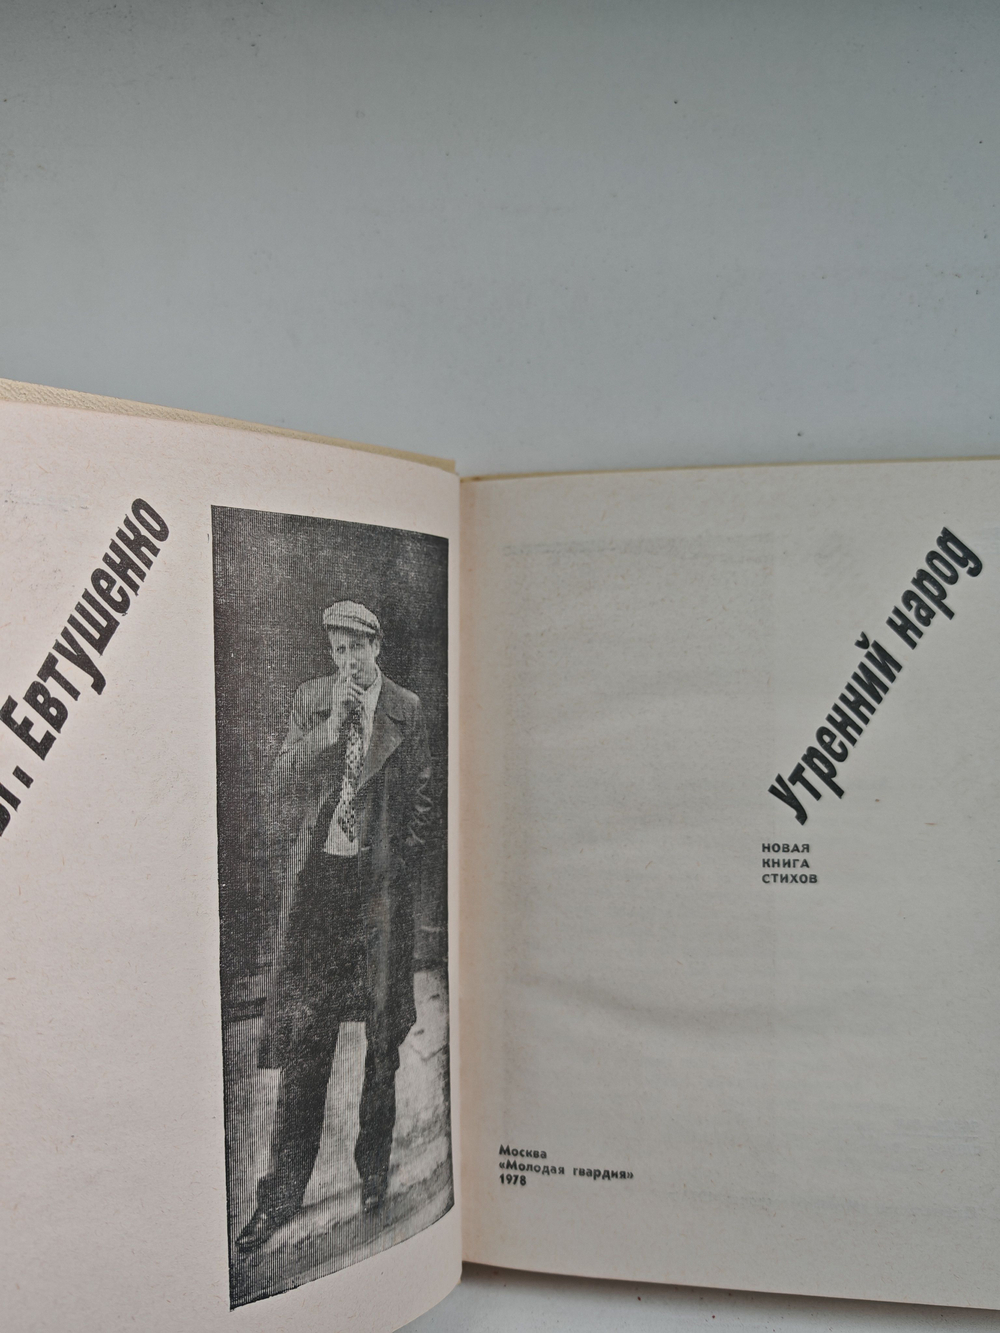 Евтушенко
Утренний народ
НОВАЯ
КНИГА
СТИХОВ
Москва
«Молодая гвардия»
1978